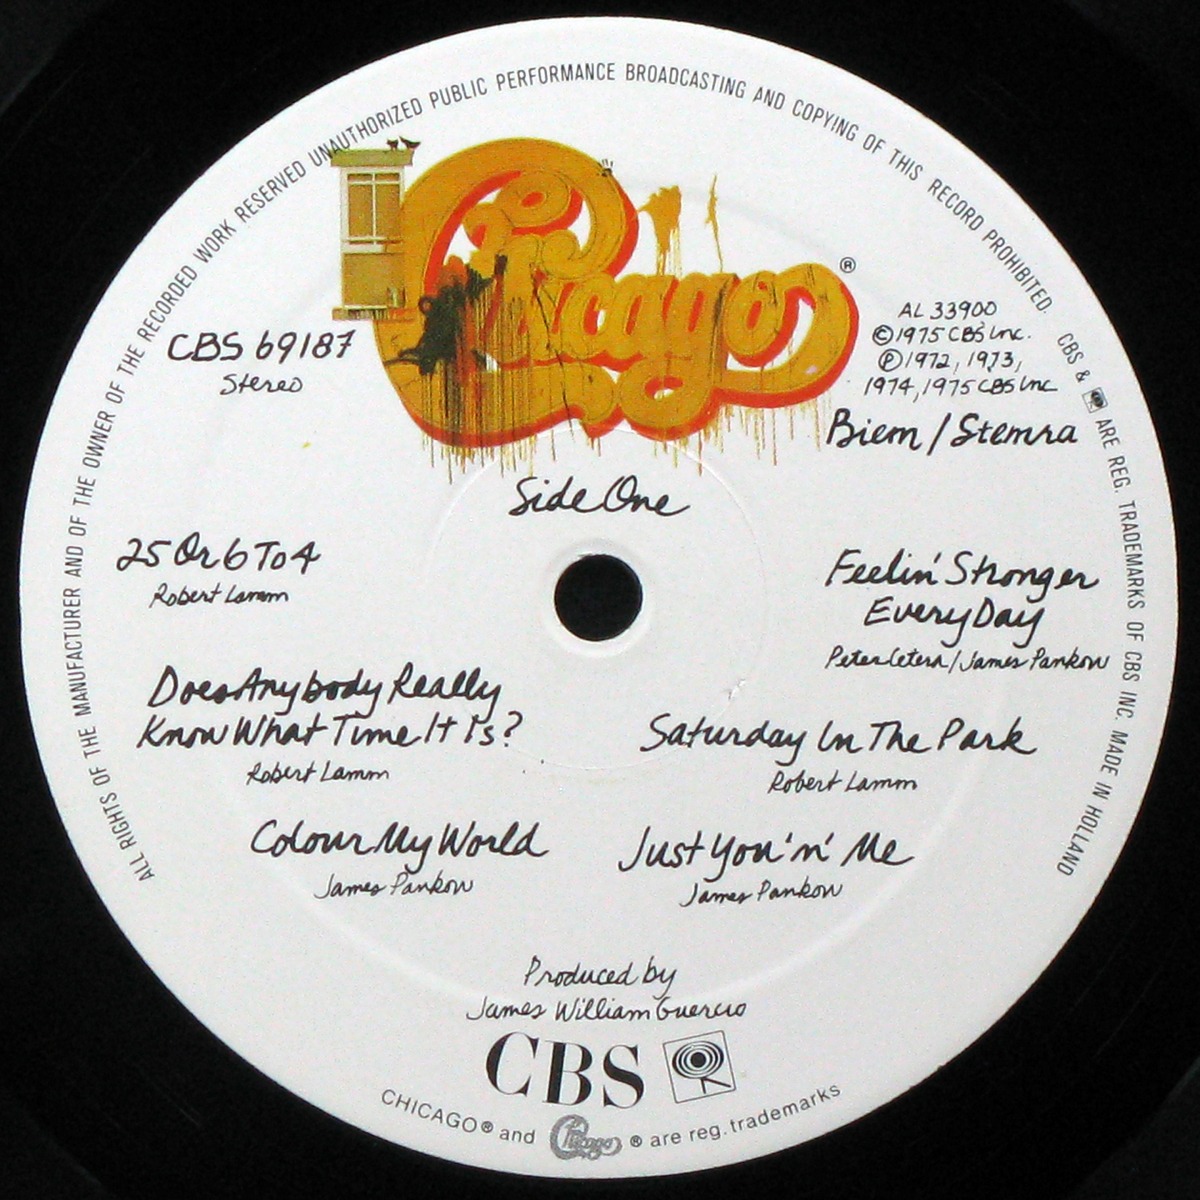 ALL RIGHTS OF THE MANUFACTURER AND OF THE OWNER OF THE RECORDED WORK RESERVED UNAUTHORIZED PUBLIC PERFORMANCE BROADCASTING AND COPYING OF THIS RECORD PROHIBITED. CBS & ARE REG. TRADEMARKS OF CBS INC. MADE IN HOLLAND
Chicago ®
CBS 69187
Stereo
AL 33900
© 1975 CBS Inc.
℗ 1972, 1973,
1974, 1975 CBS Inc
Biem / Stemra
Side One
25 Or 6 To 4
Robert Lamm
Does Anybody Really
Know What Time It Is?
Robert Lamm
Colour My World
James Pankow
Feelin' Stronger
Every Day
Peter Cetera / James Pankow
Saturday In The Park
Robert Lamm
Just You 'n' Me
James Pankow
Produced by
James William Guercio
CBS
CHICAGO® and Chicago ® are reg. trademarks